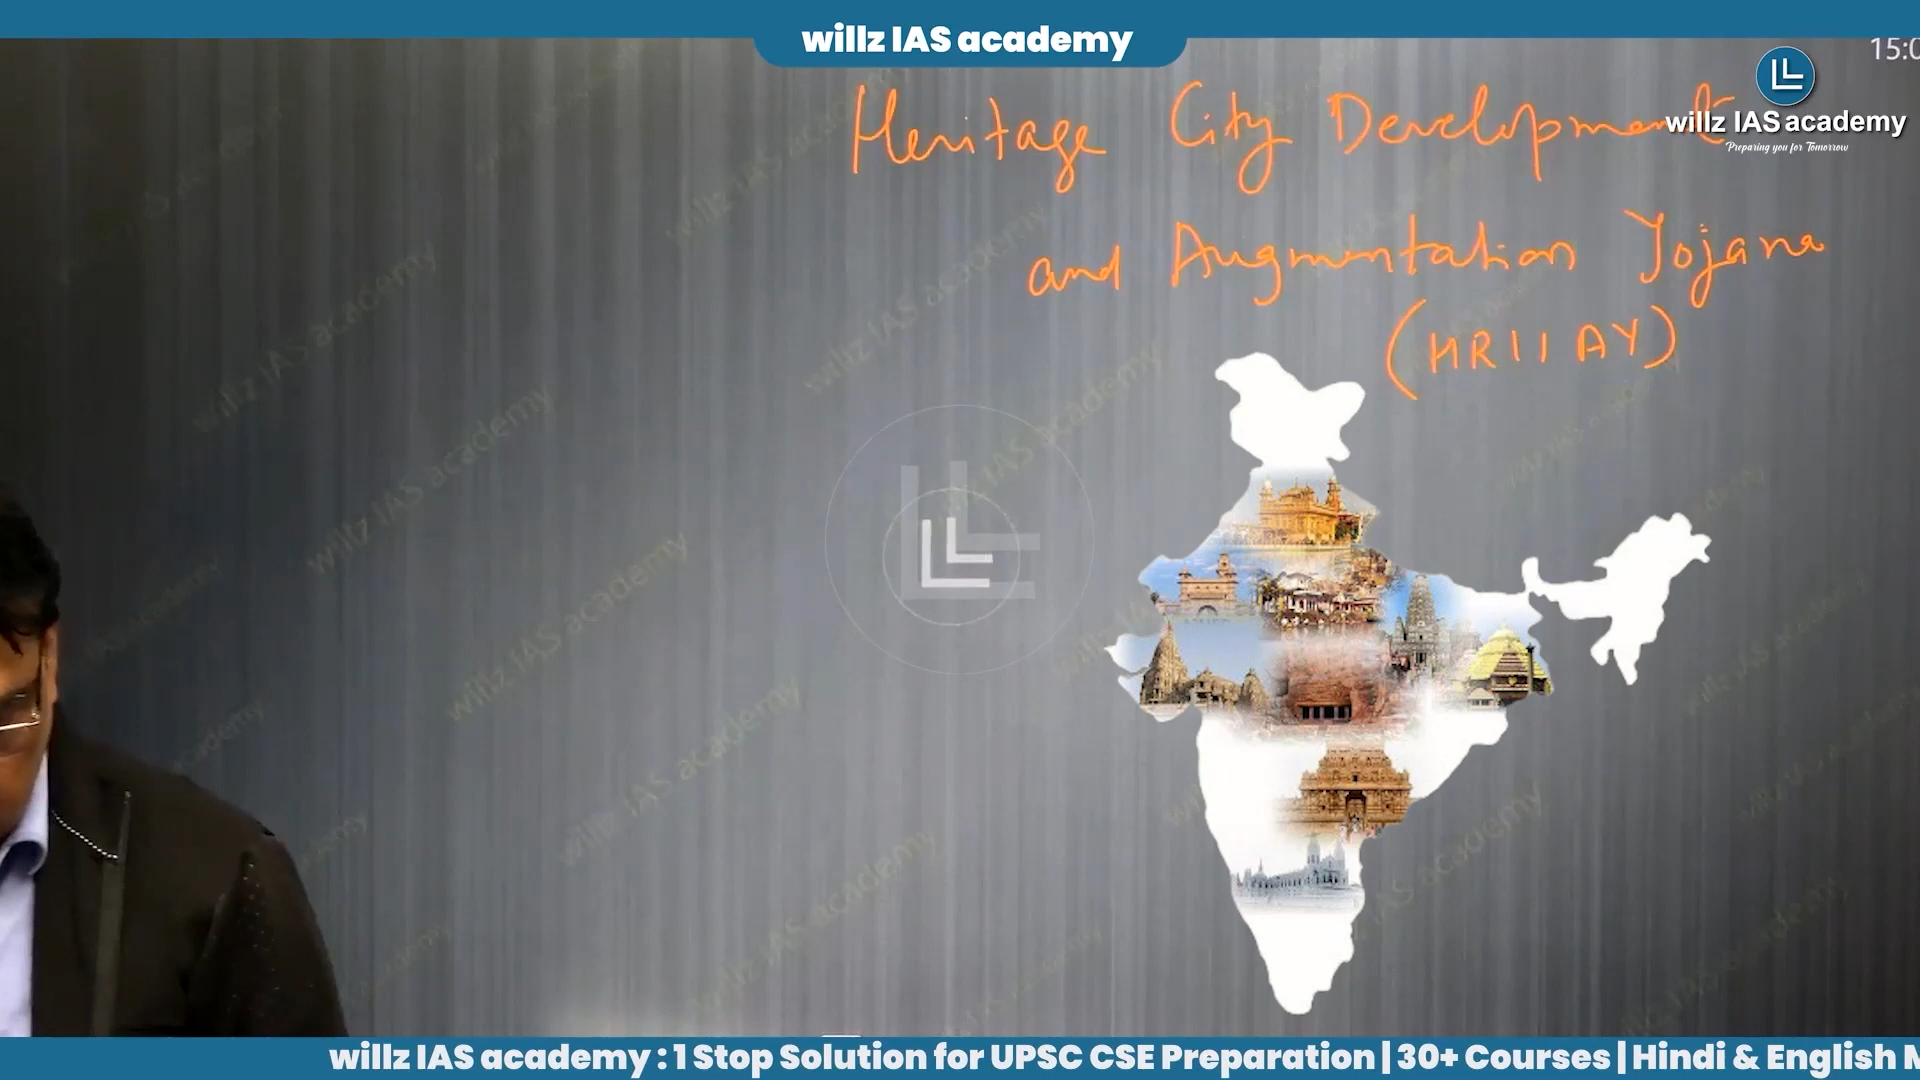 willz IAS academy
15:0
Heritage City Development
willz IAS academy
Preparing you for Tomorrow
and Augmentation Yojana
(HRIIAY)
willz IAS academy : 1 Stop Solution for UPSC CSE Preparation | 30+ Courses | Hindi & English M